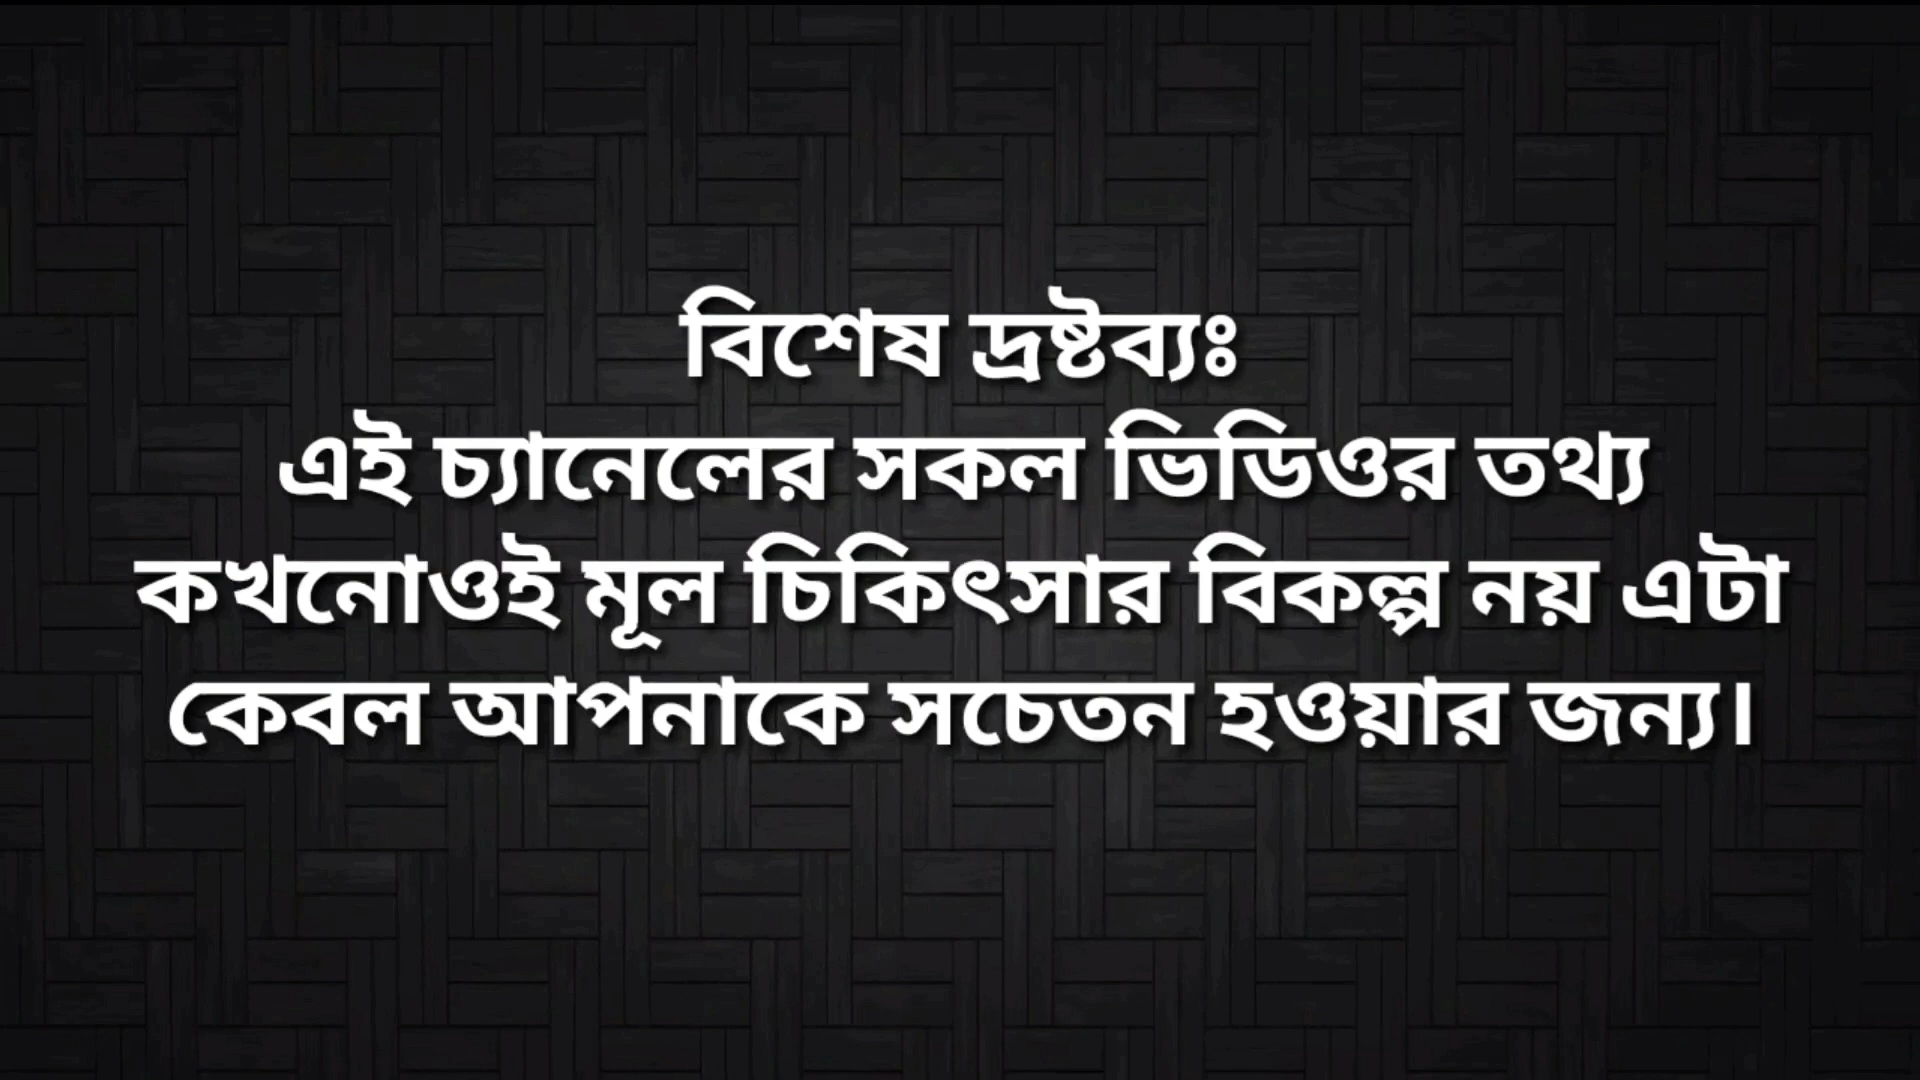 বিশেষ দ্রষ্টব্যঃ
এই চ্যানেলের সকল ভিডিওর তথ্য
কখনোওই মূল চিকিৎসার বিকল্প নয় এটা
কেবল আপনাকে সচেতন হওয়ার জন্য।